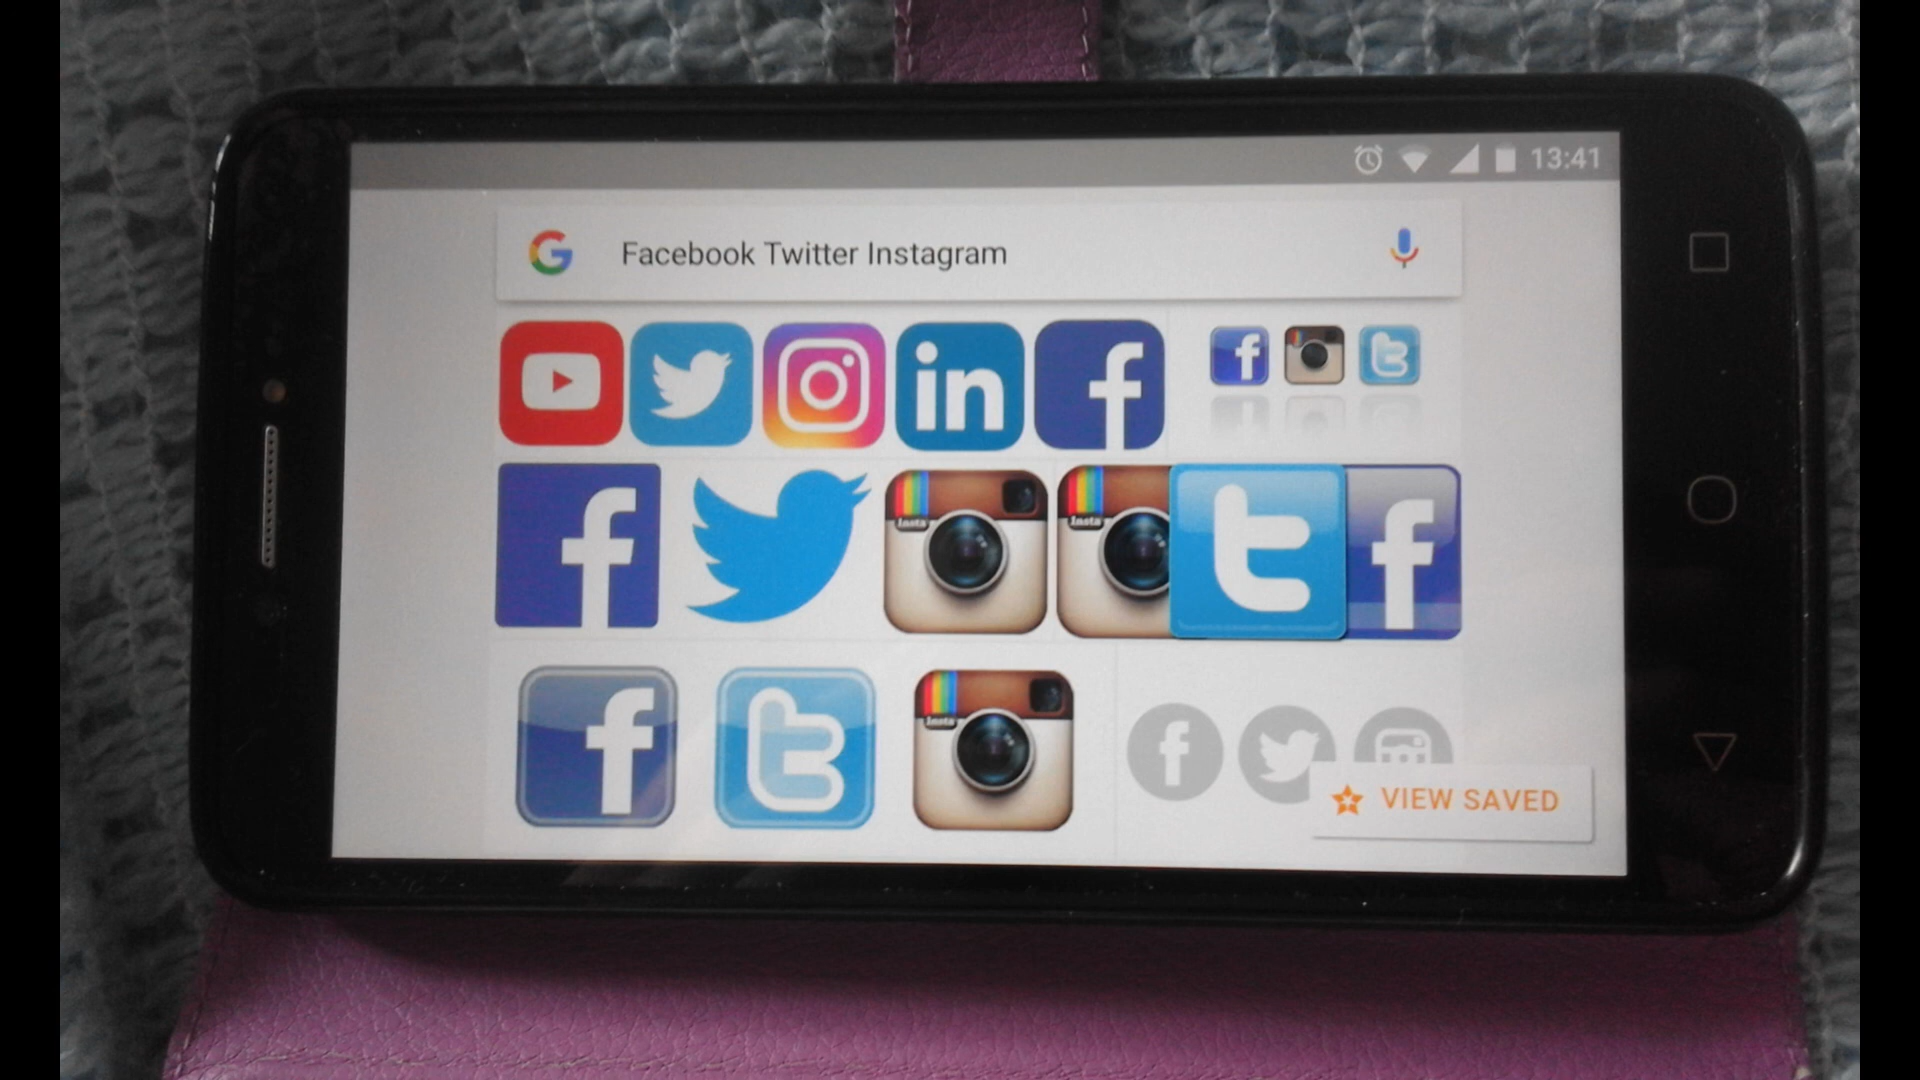 13:41
G Facebook Twitter Instagram
in f f t
f Insta Insta t f
f t Insta f
VIEW SAVED